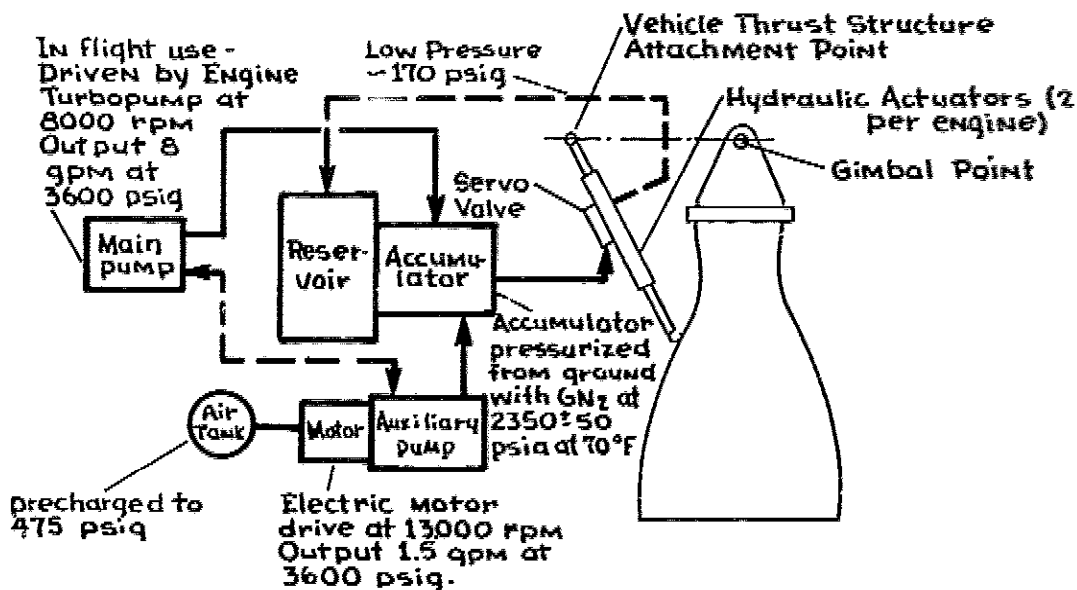 In flight use -
Driven by Engine
Turbopump at
8000 rpm
Output 8
gpm at
3600 psig
Low Pressure
~170 psig
Vehicle Thrust Structure
Attachment Point
Hydraulic Actuators (2
per engine)
Gimbal Point
Servo
Valve
Main
pump
Reser-
voir
Accumu-
lator
Accumulator
pressurized
from ground
with GN2 at
2350±50
psia at 70°F
Air
Tank
Motor
Auxiliary
pump
precharged to
475 psig
Electric Motor
drive at 13,000 rpm
Output 1.5 gpm at
3600 psig.